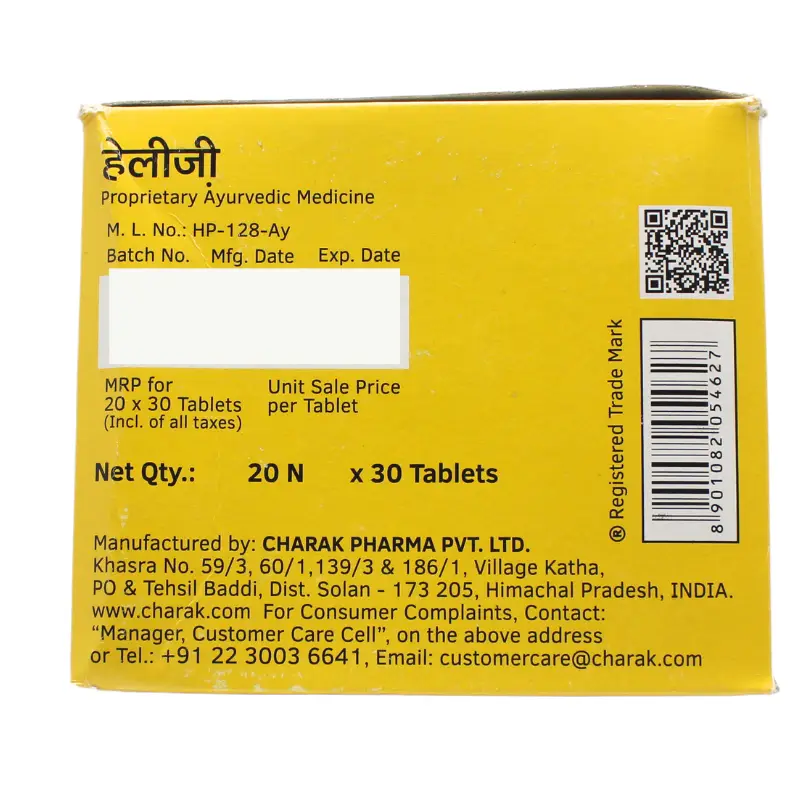 हेलीजी
Proprietary Ayurvedic Medicine
M. L. No.: HP-128-Ay
Batch No. Mfg. Date Exp. Date
MRP for
20 x 30 Tablets
(Incl. of all taxes)
Unit Sale Price
per Tablet
Net Qty.: 20 N x 30 Tablets
® Registered Trade Mark
8 901082 054627
Manufactured by: CHARAK PHARMA PVT. LTD.
Khasra No. 59/3, 60/1,139/3 & 186/1, Village Katha,
PO & Tehsil Baddi, Dist. Solan - 173 205, Himachal Pradesh, INDIA.
www.charak.com For Consumer Complaints, Contact:
“Manager, Customer Care Cell”, on the above address
or Tel.: +91 22 3003 6641, Email: customercare@charak.com